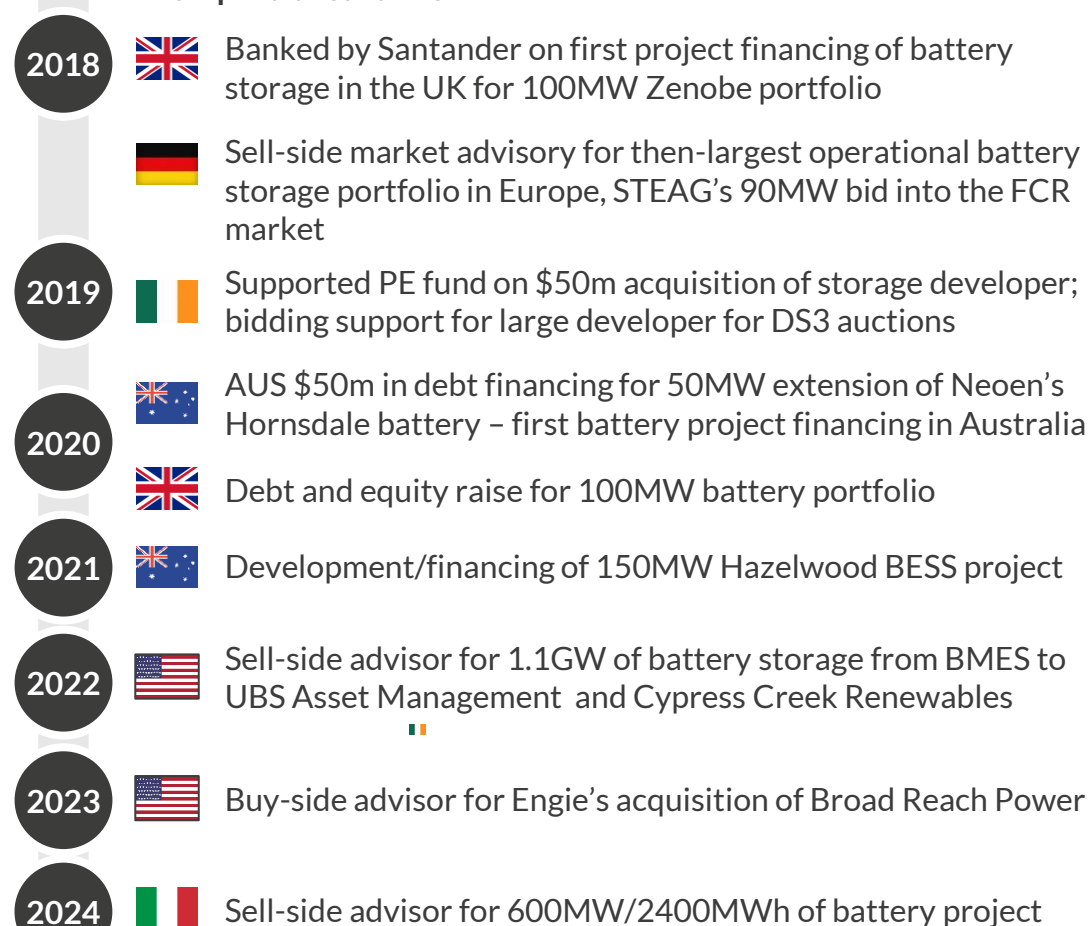 2018
Banked by Santander on first project financing of battery
storage in the UK for 100MW Zenobe portfolio
Sell-side market advisory for then-largest operational battery
storage portfolio in Europe, STEAG’s 90MW bid into the FCR
market
2019
Supported PE fund on $50m acquisition of storage developer;
bidding support for large developer for DS3 auctions
2020
AUS $50m in debt financing for 50MW extension of Neoen’s
Hornsdale battery – first battery project financing in Australia
Debt and equity raise for 100MW battery portfolio
2021
Development/financing of 150MW Hazelwood BESS project
2022
Sell-side advisor for 1.1GW of battery storage from BMES to
UBS Asset Management and Cypress Creek Renewables
2023
Buy-side advisor for Engie’s acquisition of Broad Reach Power
2024
Sell-side advisor for 600MW/2400MWh of battery project